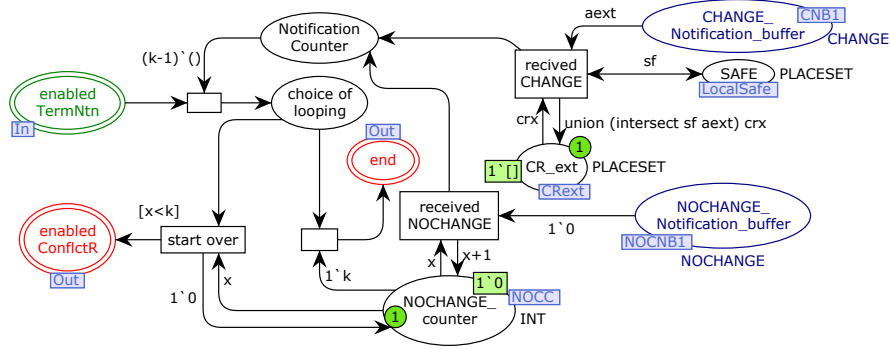 aext
CNB1
CHANGE_
Notification_buffer
CHANGE
Notification
Counter
(k-1)`()
recived
CHANGE
sf
SAFE
PLACESET
LocalSafe
enabled
TermNtn
In
choice of
looping
crx
union (intersect sf aext) crx
Out
end
1
1`[]
CR_ext
PLACESET
CRext
[x<k]
enabled
ConflctR
Out
start over
received
NOCHANGE
1`0
NOCHANGE_
Notification_buffer
NOCNB1
NOCHANGE
x
x+1
1`0
x
1`k
1`0
NOCC
NOCHANGE_
counter
1
INT